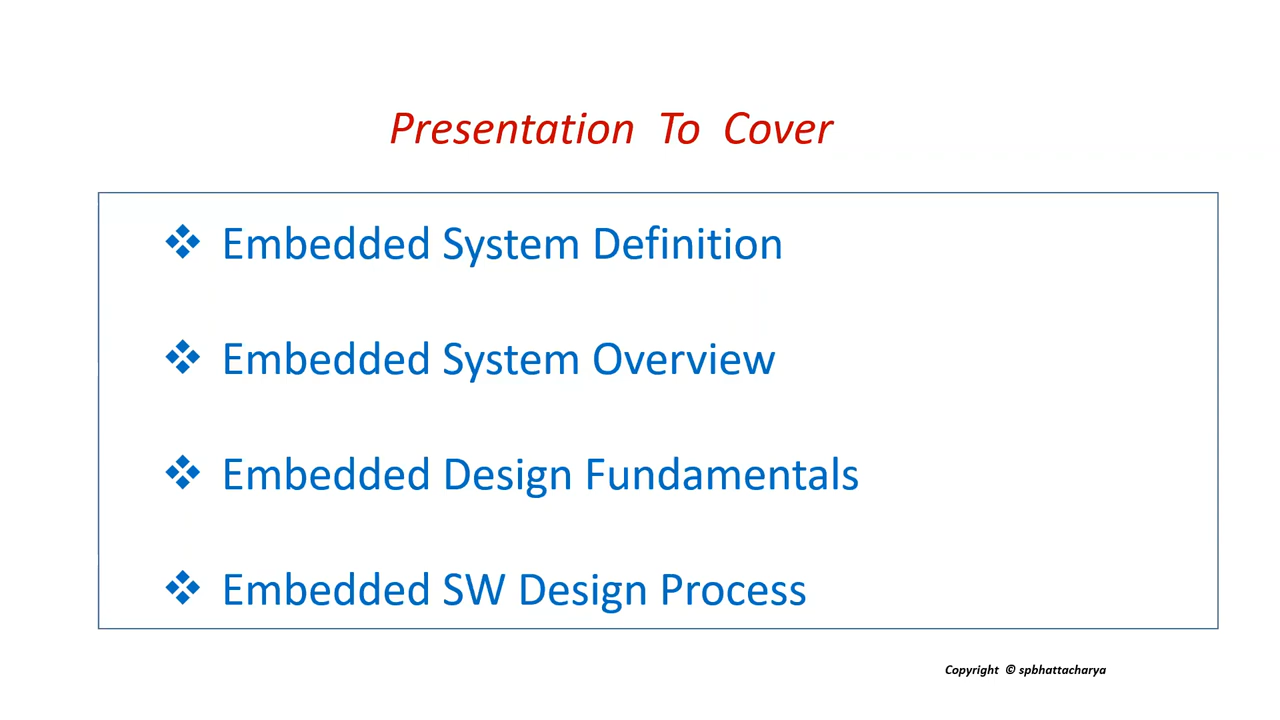 Presentation To Cover
❖ Embedded System Definition
❖ Embedded System Overview
❖ Embedded Design Fundamentals
❖ Embedded SW Design Process
Copyright © spbhattacharya